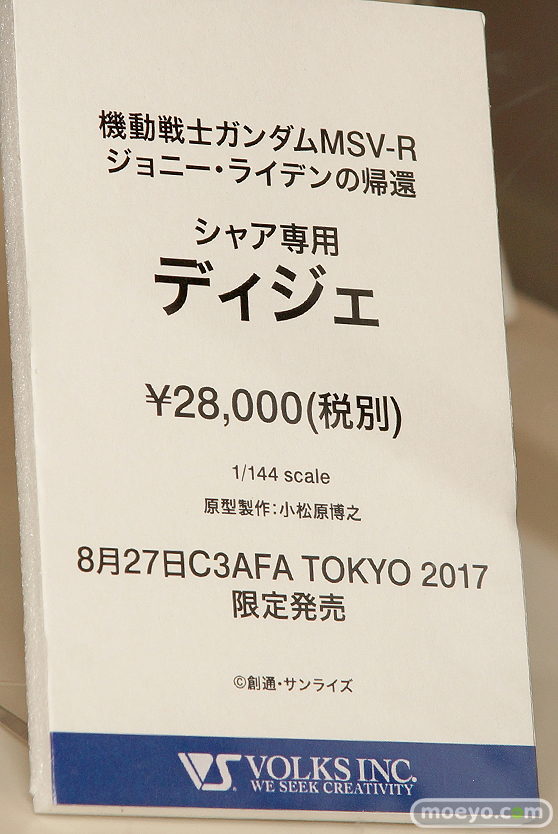 機動戦士ガンダムMSV-R
ジョニー・ライデンの帰還
シャア専用
ディジェ
¥28,000(税別)
1/144 scale
原型製作:小松原博之
8月27日C3AFA TOKYO 2017
限定発売
©創通・サンライズ
VS. VOLKS INC.
WE SEEK CREATIVITY
moeyo.com